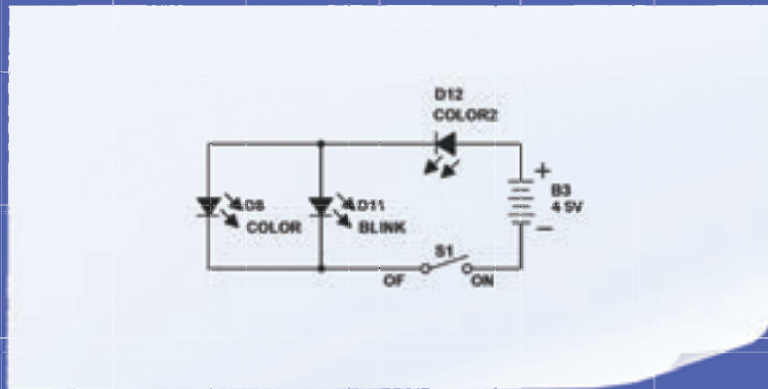 D12
COLOR2
+
B3
4.5V
D8
COLOR
D11
BLINK
−
S1
OF
ON